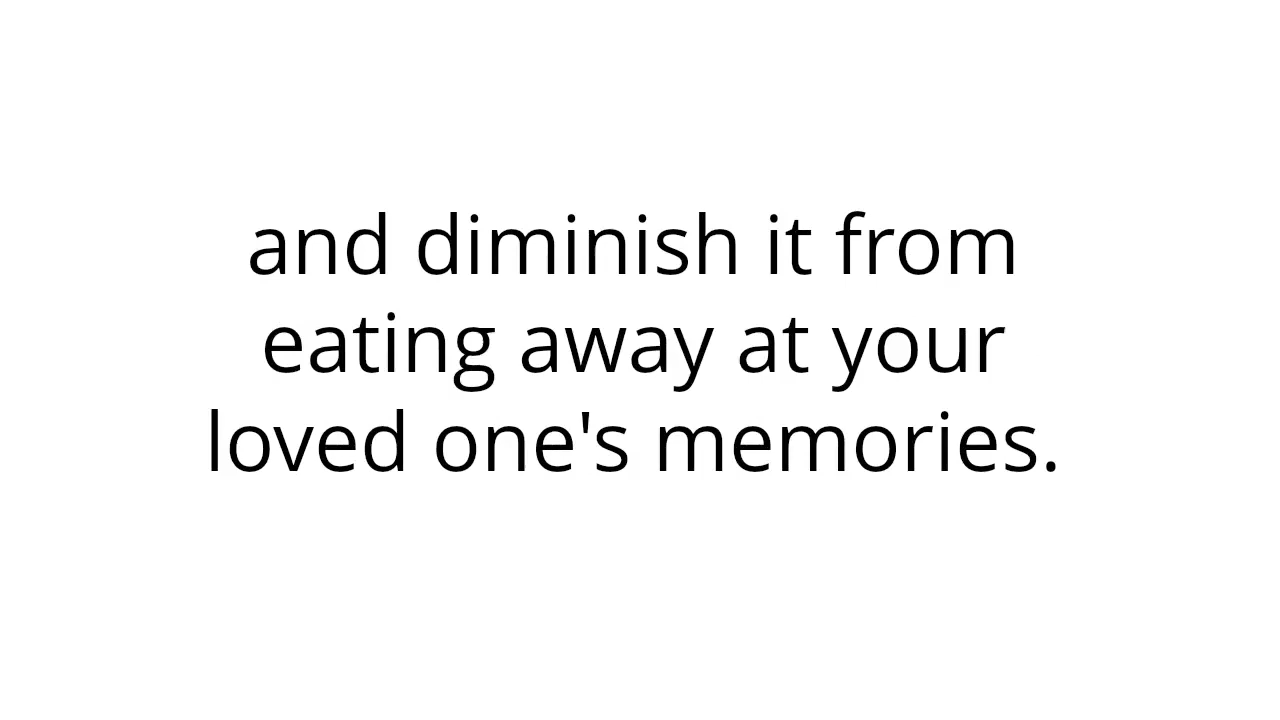 and diminish it from
eating away at your
loved one's memories.